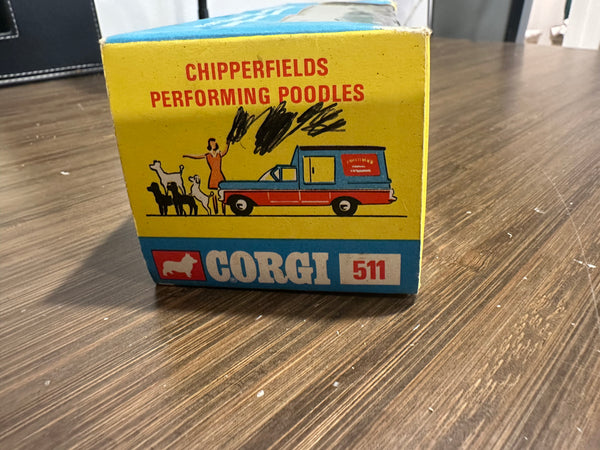 CHIPPERFIELDS
PERFORMING POODLES
CORGI 511